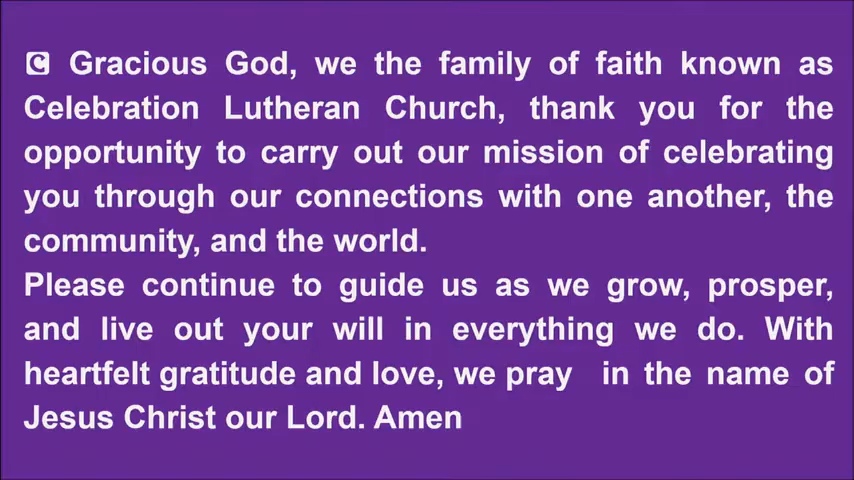 C Gracious God, we the family of faith known as
Celebration Lutheran Church, thank you for the
opportunity to carry out our mission of celebrating
you through our connections with one another, the
community, and the world.
Please continue to guide us as we grow, prosper,
and live out your will in everything we do. With
heartfelt gratitude and love, we pray in the name of
Jesus Christ our Lord. Amen